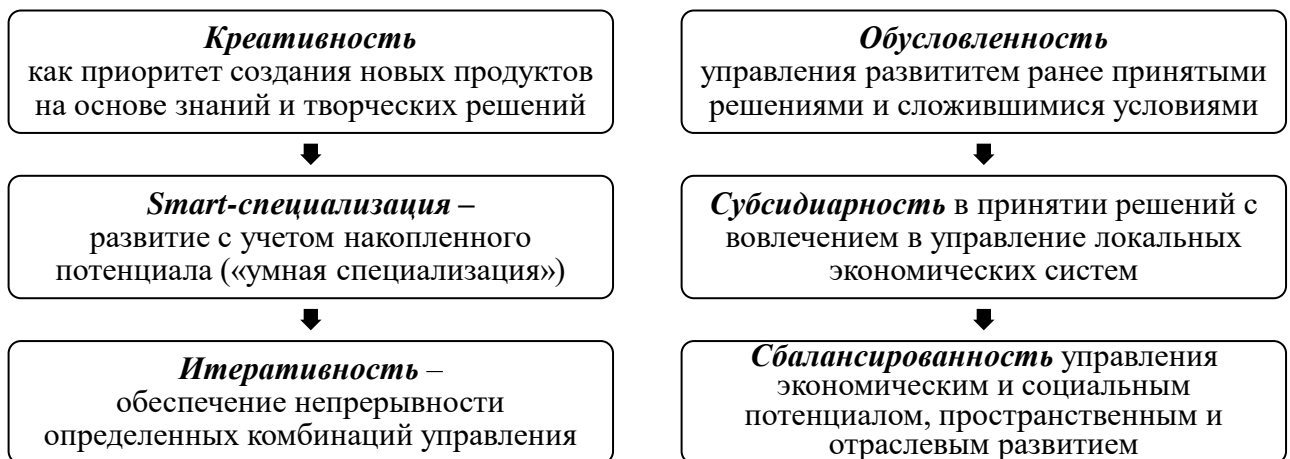 Креативность
как приоритет создания новых продуктов
на основе знаний и творческих решений
Smart-специализация –
развитие с учетом накопленного
потенциала («умная специализация»)
Итеративность –
обеспечение непрерывности
определенных комбинаций управления
Обусловленность
управления развититем ранее принятыми
решениями и сложившимися условиями
Субсидиарность в принятии решений с
вовлечением в управление локальных
экономических систем
Сбалансированность управления
экономическим и социальным
потенциалом, пространственным и
отраслевым развитием